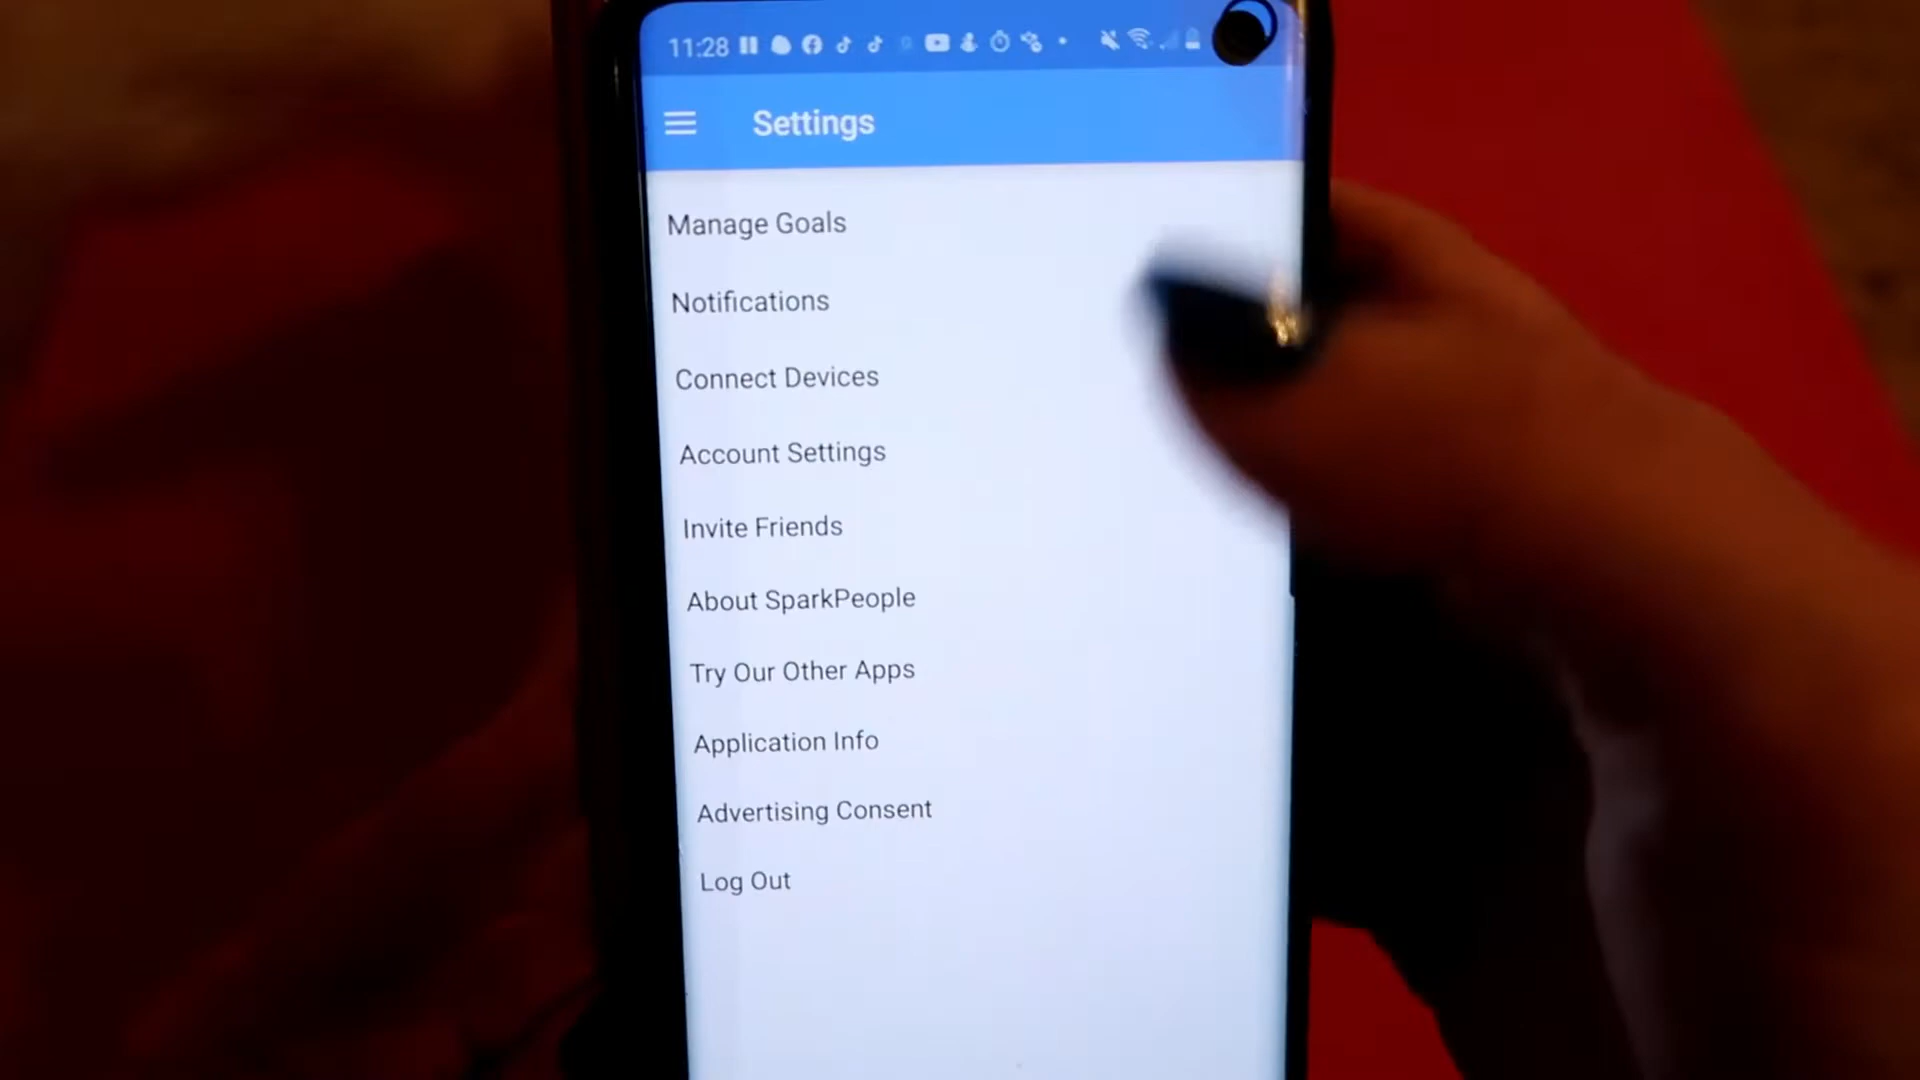 11:28
Settings
Manage Goals
Notifications
Connect Devices
Account Settings
Invite Friends
About SparkPeople
Try Our Other Apps
Application Info
Advertising Consent
Log Out